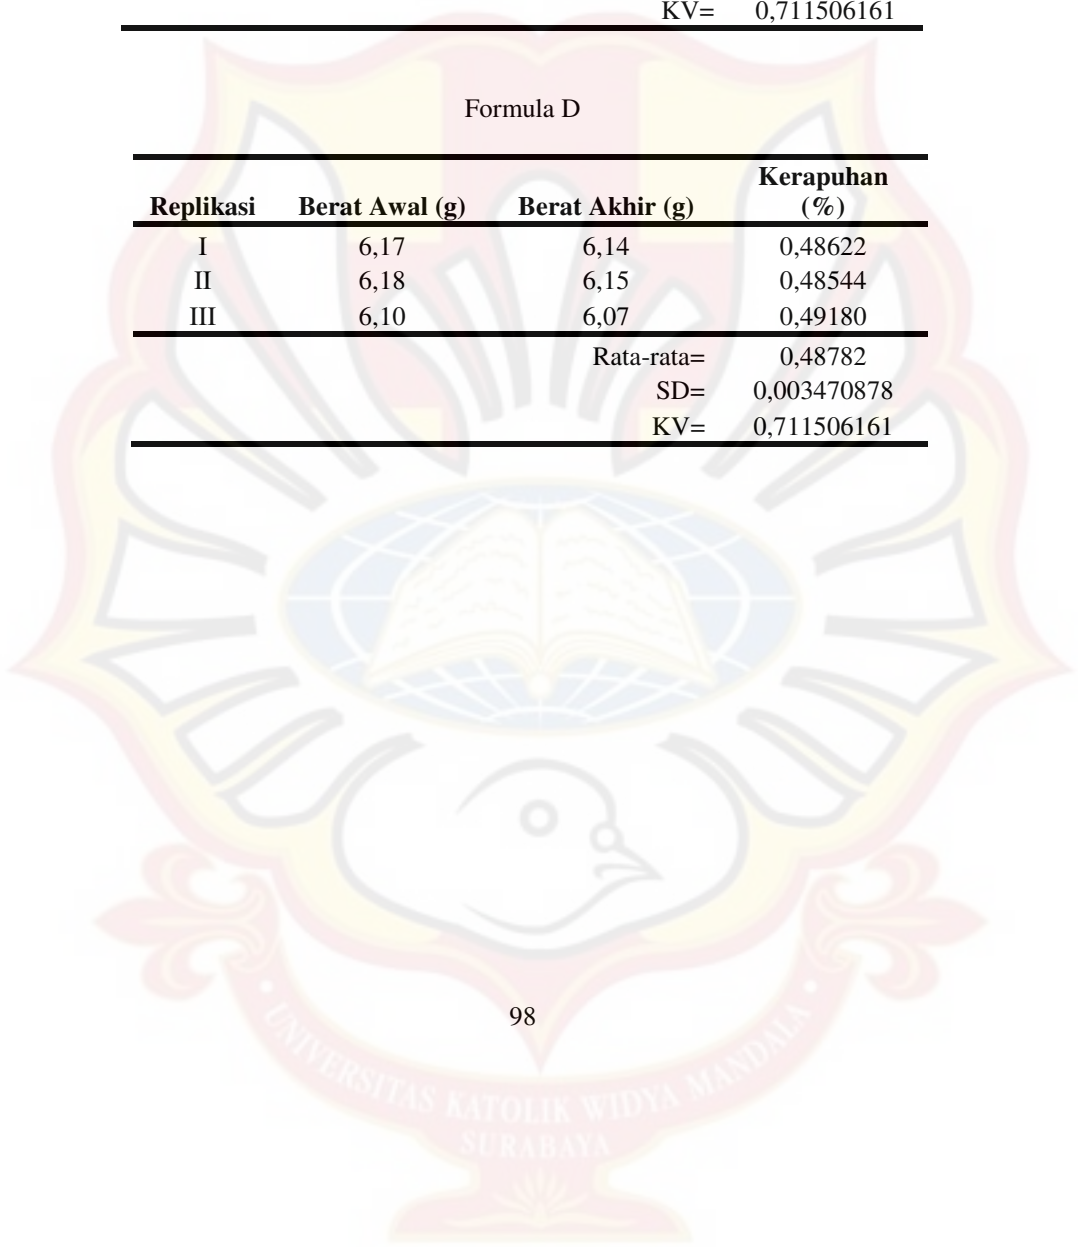 KV= 0,711506161
Formula D
Replikasi Berat Awal (g) Berat Akhir (g) Kerapuhan (%)
I 6,17 6,14 0,48622
II 6,18 6,15 0,48544
III 6,10 6,07 0,49180
Rata-rata= 0,48782
SD= 0,003470878
KV= 0,711506161
98
• UNIVERSITAS KATOLIK WIDYA MANDALA •
SURABAYA